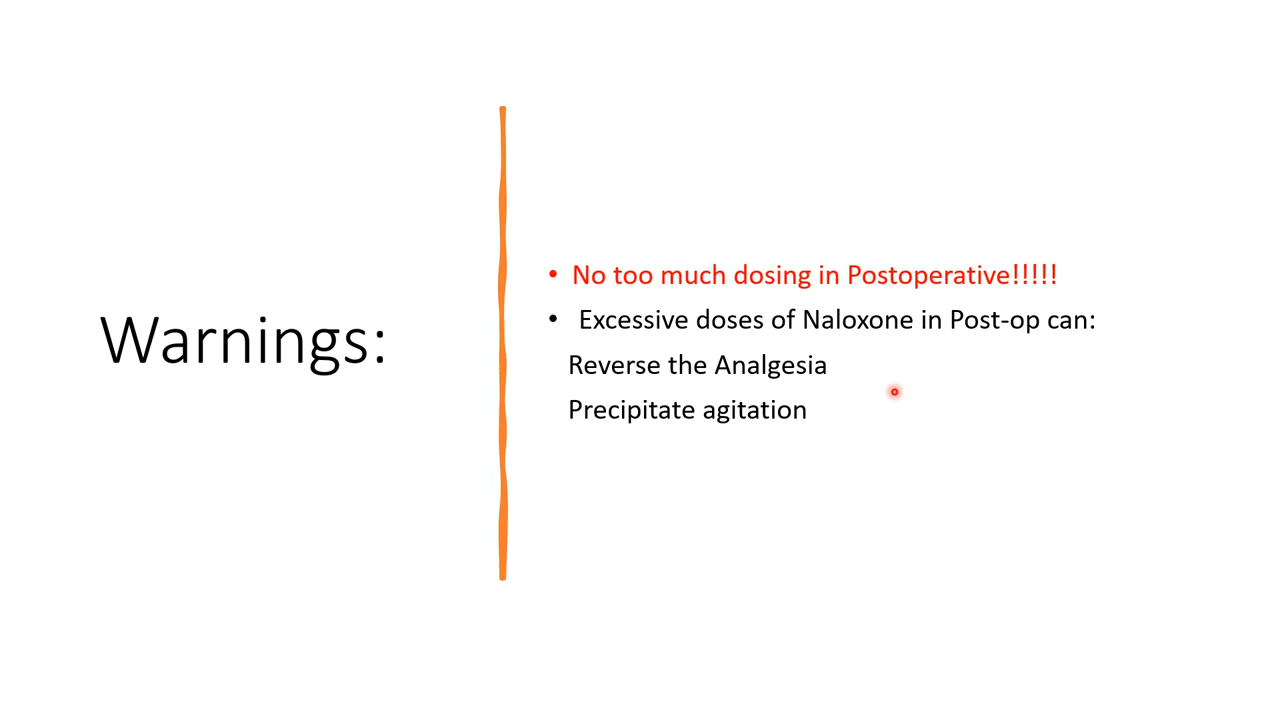 Warnings:
• No too much dosing in Postoperative!!!!!
• Excessive doses of Naloxone in Post-op can:
Reverse the Analgesia
Precipitate agitation